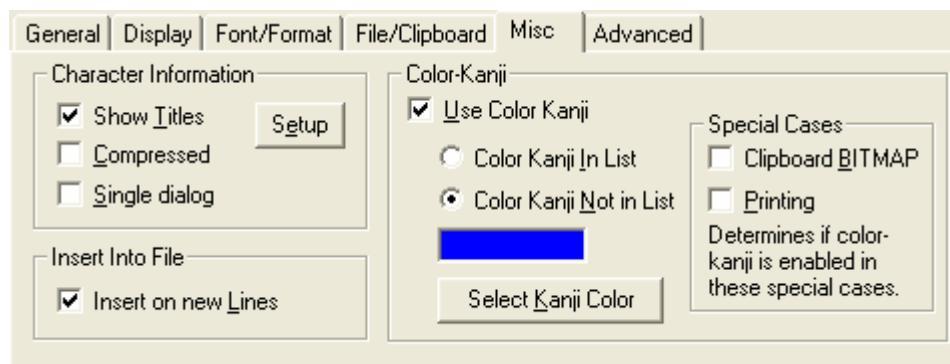 General Display Font/Format File/Clipboard Misc Advanced
Character Information
Show Titles
Setup
Compressed
Single dialog
Insert Into File
Insert on new Lines
Color-Kanji
Use Color Kanji
Color Kanji In List
Color Kanji Not in List
Select Kanji Color
Special Cases
Clipboard BITMAP
Printing
Determines if color-
kanji is enabled in
these special cases.